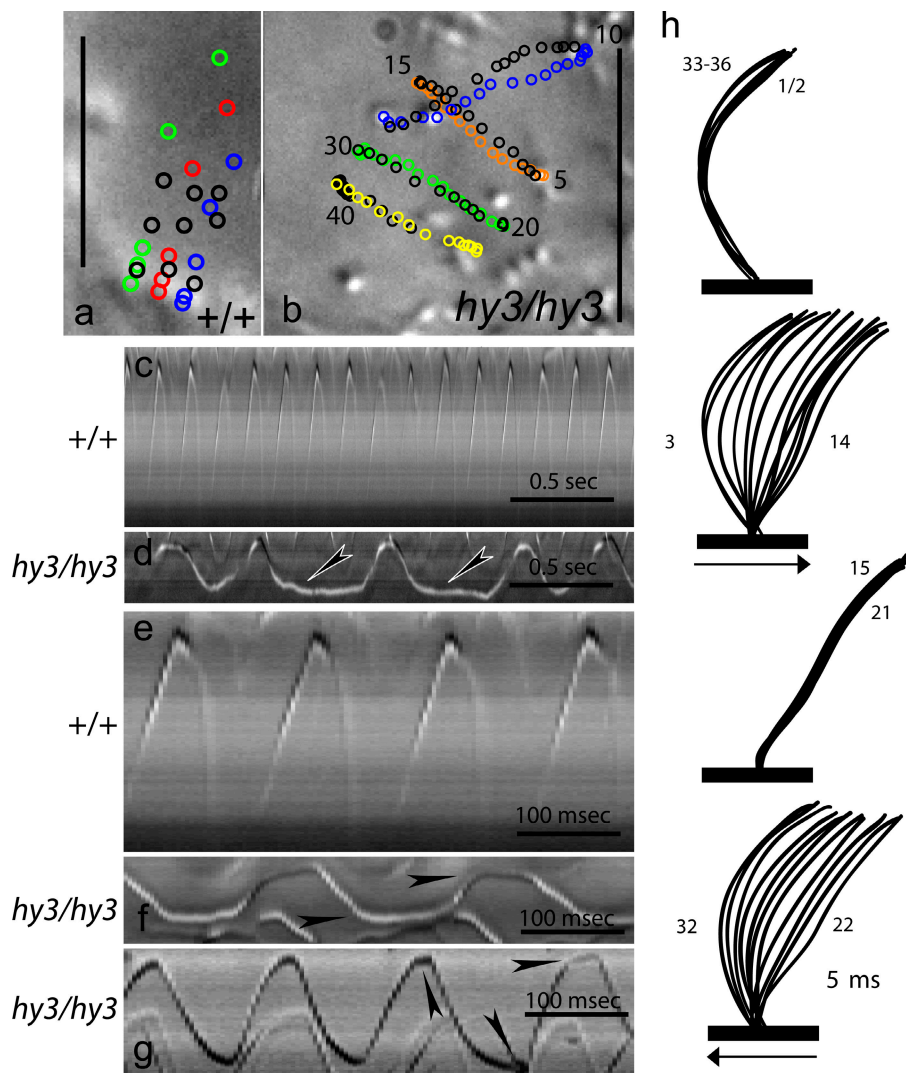 h
10
15
33-36
1/2
30
5
20
40
a
+/+
b
hy3/hy3
c
+/+
0.5 sec
3
14
hy3/hy3
d
0.5 sec
15
21
e
+/+
100 msec
hy3/hy3
f
100 msec
32
22
5 ms
hy3/hy3
100 msec
g